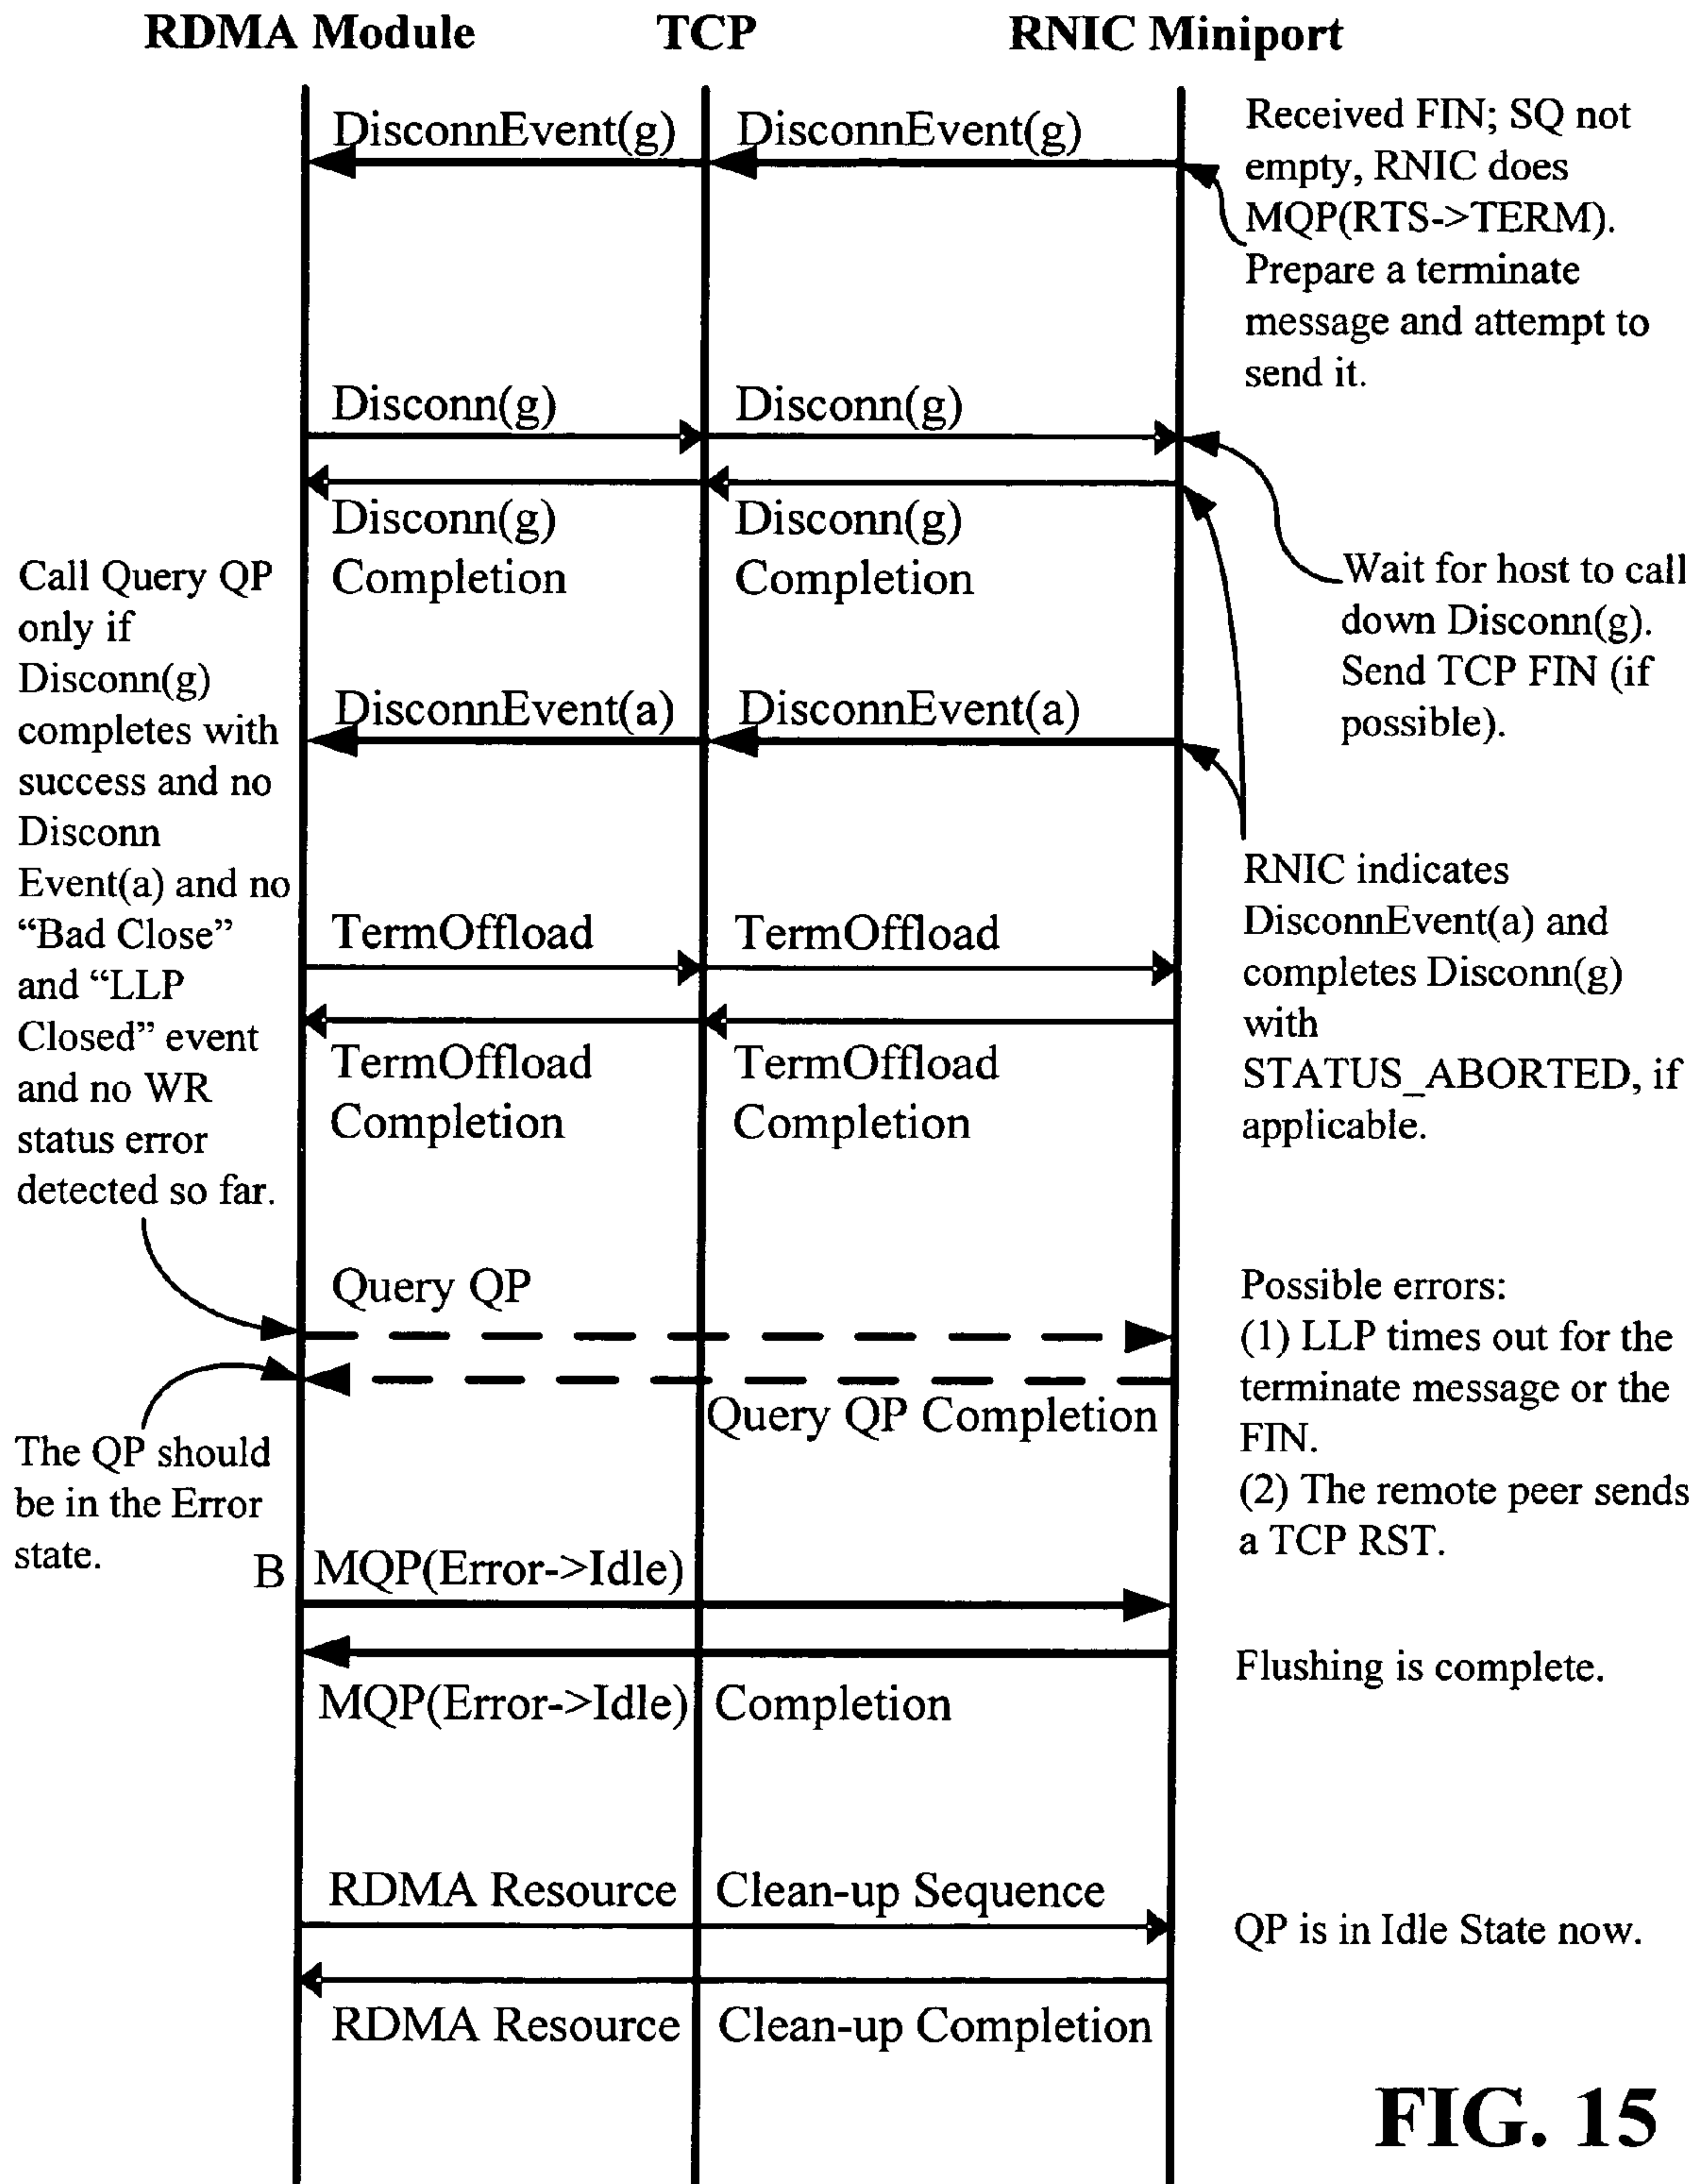 RDMA Module TCP RNIC Miniport
DisconnEvent(g) DisconnEvent(g)
Received FIN; SQ not
empty, RNIC does
MQP(RTS->TERM).
Prepare a terminate
message and attempt to
send it.
Disconn(g) Disconn(g)
Disconn(g) Disconn(g)
Completion Completion
Wait for host to call
down Disconn(g).
Send TCP FIN (if
possible).
Call Query QP
only if
Disconn(g)
completes with
success and no
Disconn
Event(a) and no
“Bad Close”
and “LLP
Closed” event
and no WR
status error
detected so far.
DisconnEvent(a) DisconnEvent(a)
RNIC indicates
DisconnEvent(a) and
completes Disconn(g)
with
STATUS_ABORTED, if
applicable.
TermOffload TermOffload
TermOffload TermOffload
Completion Completion
Query QP
Query QP Completion
Possible errors:
(1) LLP times out for the
terminate message or the
FIN.
(2) The remote peer sends
a TCP RST.
The QP should
be in the Error
state.
B MQP(Error->Idle)
Flushing is complete.
MQP(Error->Idle) Completion
RDMA Resource Clean-up Sequence
QP is in Idle State now.
RDMA Resource Clean-up Completion
FIG. 15